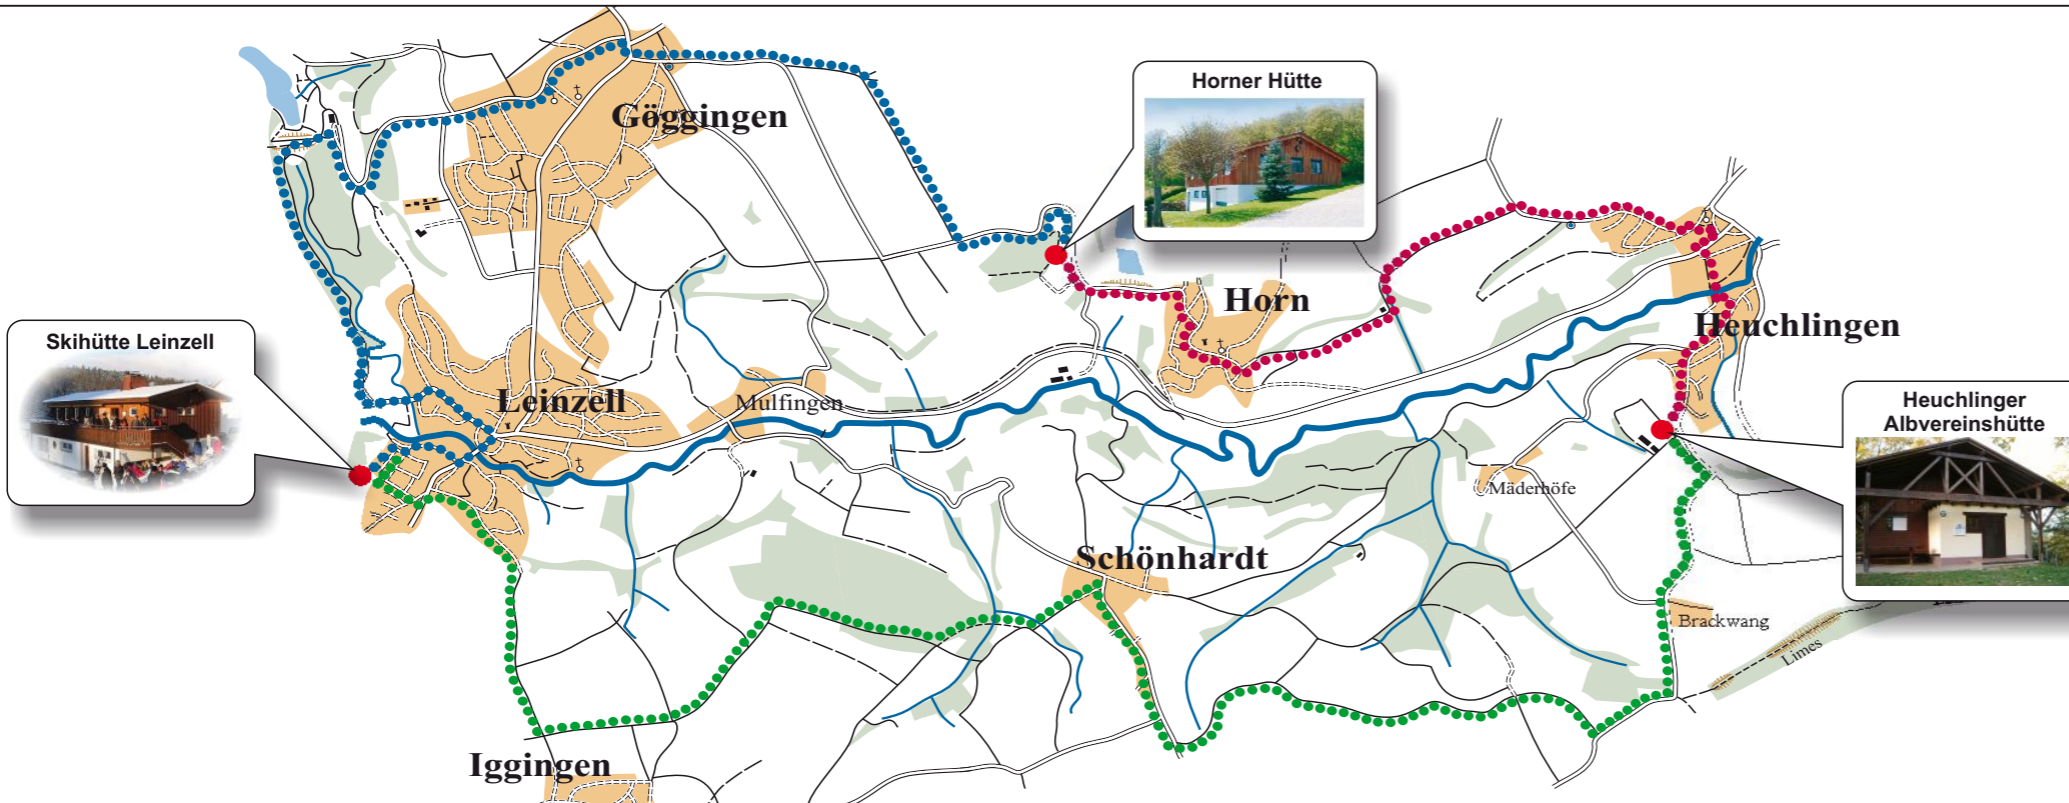 Göggingen
Horner Hütte
Horn
Heuchlingen
Skihütte Leinzell
Leinzell
Mulfingen
Heuchlinger
Albvereinshütte
Mäderhöfe
Schönhardt
Brackwang
Limes
Iggingen